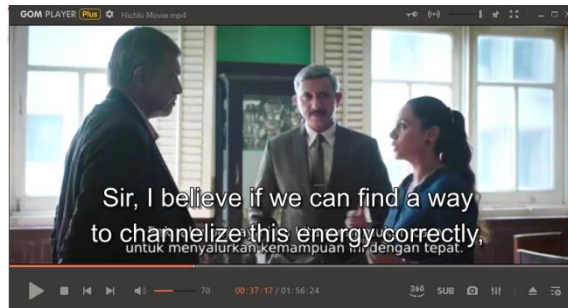 GOM PLAYER Plus Hichki Movie.mp4
Sir, I believe if we can find a way
to channelize this energy correctly,
untuk menyalurkan kemampuan ini dengan tepat.
70 00:37:17 / 01:56:24 360 SUB